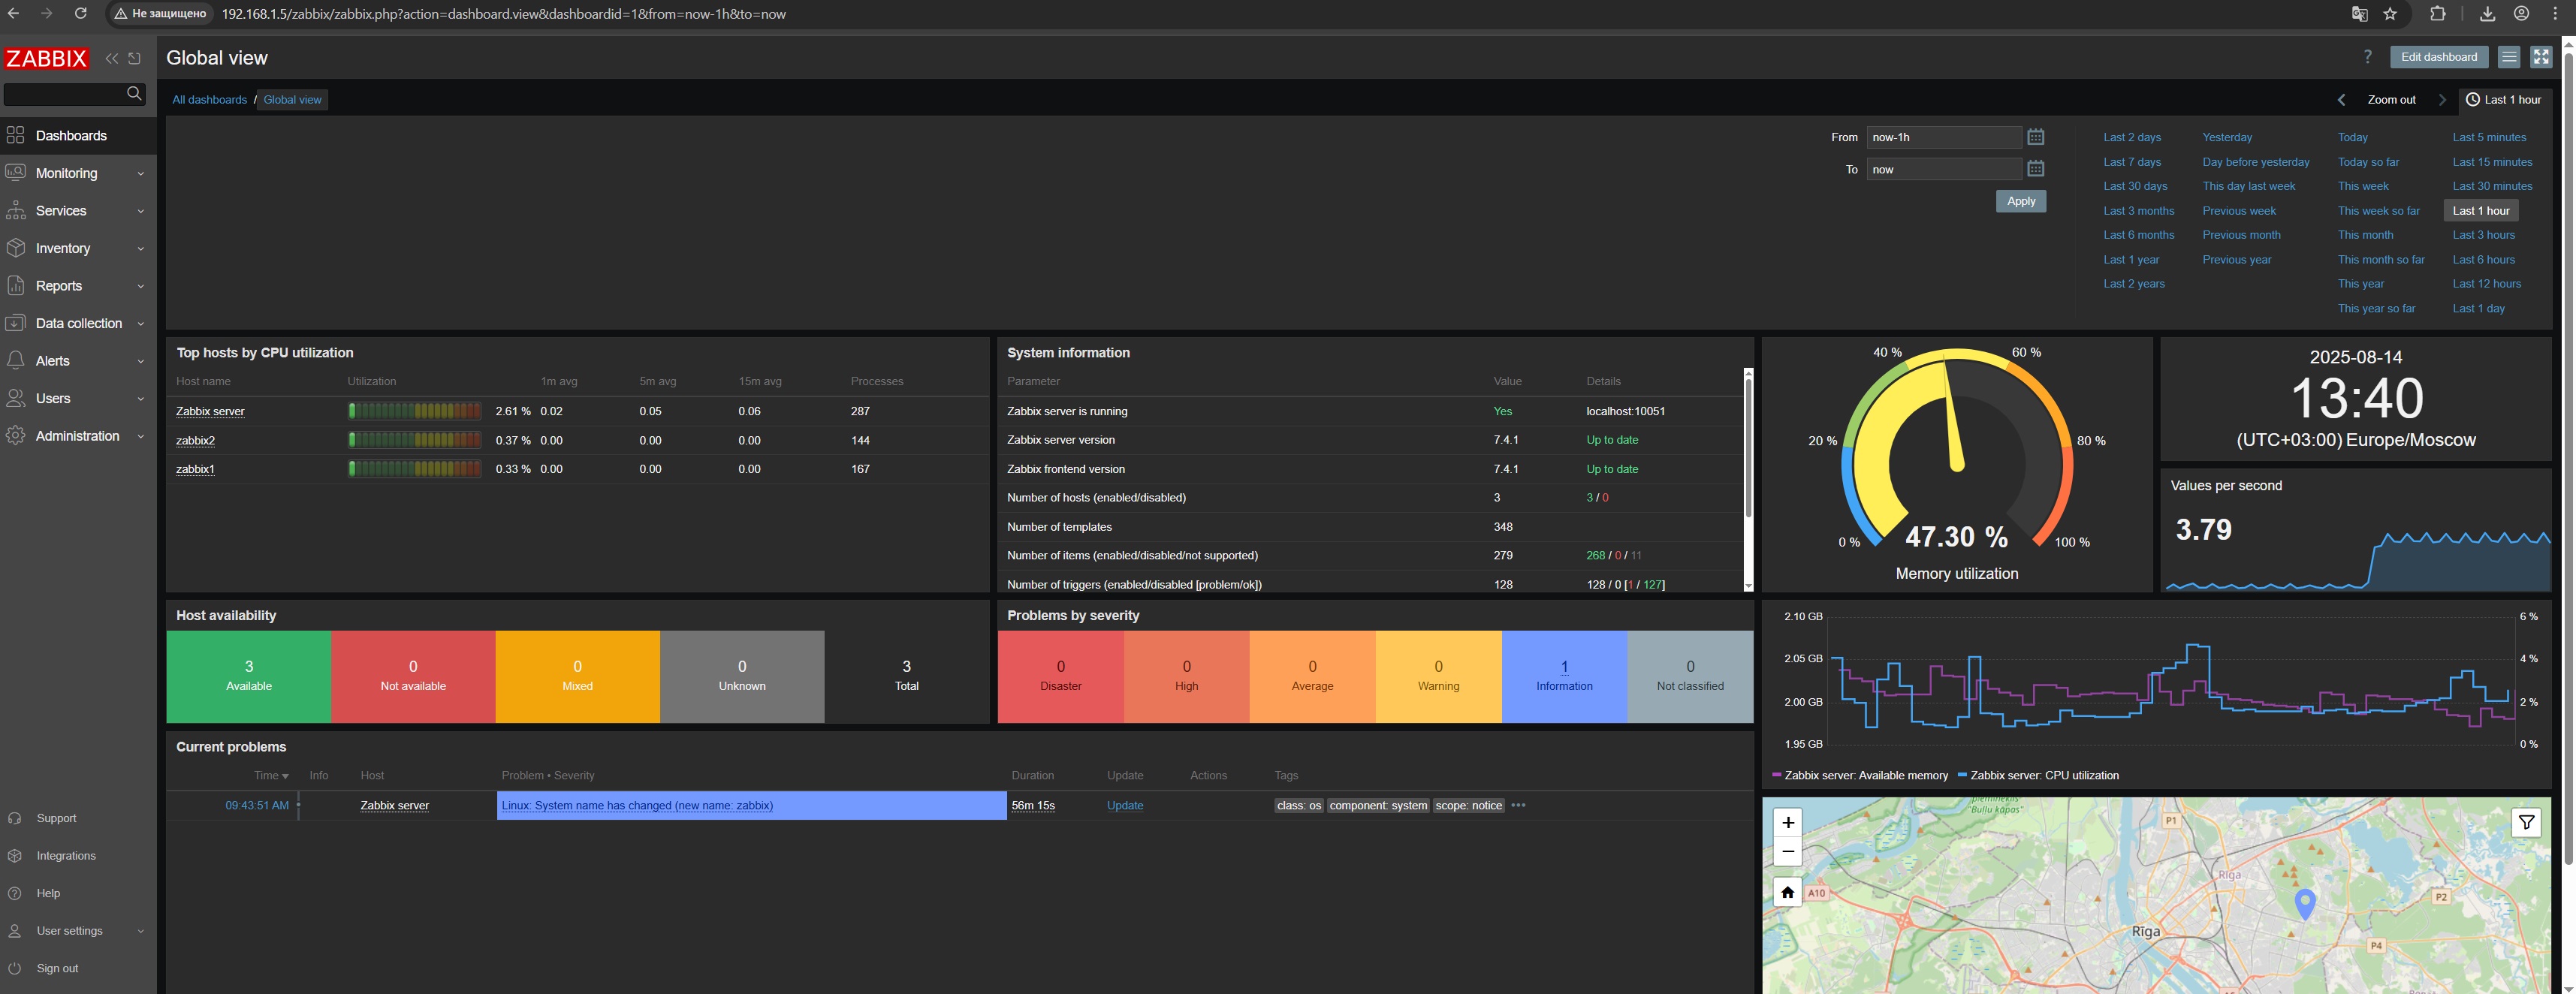 Не защищено 192.168.1.5/zabbix/zabbix.php?action=dashboard.view&dashboardid=1&from=now-1h&to=now
ZABBIX
Global view
? Edit dashboard
All dashboards / Global view
Zoom out Last 1 hour
Dashboards
Monitoring
Services
Inventory
Reports
Data collection
Alerts
Users
Administration
Support
Integrations
Help
User settings
Sign out
From now-1h
To now
Apply
Last 2 days Yesterday Today Last 5 minutes
Last 7 days Day before yesterday Today so far Last 15 minutes
Last 30 days This day last week This week Last 30 minutes
Last 3 months Previous week This week so far Last 1 hour
Last 6 months Previous month This month Last 3 hours
Last 1 year Previous year This month so far Last 6 hours
Last 2 years This year Last 12 hours
This year so far Last 1 day
Top hosts by CPU utilization
Host name Utilization 1m avg 5m avg 15m avg Processes
Zabbix server 2.61 % 0.02 0.05 0.06 287
zabbix2 0.37 % 0.00 0.00 0.00 144
zabbix1 0.33 % 0.00 0.00 0.00 167
System information
Parameter Value Details
Zabbix server is running Yes localhost:10051
Zabbix server version 7.4.1 Up to date
Zabbix frontend version 7.4.1 Up to date
Number of hosts (enabled/disabled) 3 3 / 0
Number of templates 348
Number of items (enabled/disabled/not supported) 279 268 / 0 / 11
Number of triggers (enabled/disabled [problem/ok]) 128 128 / 0 [1 / 127]
40 % 60 %
20 % 80 %
0 % 47.30 % 100 %
Memory utilization
2025-08-14
13:40
(UTC+03:00) Europe/Moscow
Values per second
3.79
Host availability
3 0 0 0 3
Available Not available Mixed Unknown Total
Problems by severity
0 0 0 0 1 0
Disaster High Average Warning Information Not classified
2.10 GB 6 %
2.05 GB 4 %
2.00 GB 2 %
1.95 GB 0 %
Zabbix server: Available memory Zabbix server: CPU utilization
Current problems
Time Info Host Problem • Severity Duration Update Actions Tags
09:43:51 AM Zabbix server Linux: System name has changed (new name: zabbix) 56m 15s Update class: os component: system scope: notice •••
+
−
"Buļļu kāpas"
P1
Rīga
A10
P2
Rīga
P4